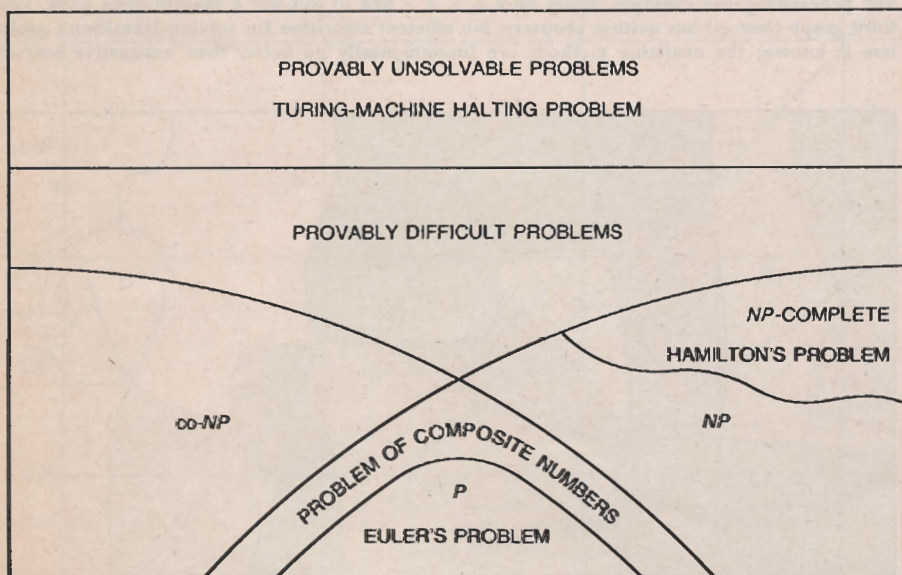 PROVABLY UNSOLVABLE PROBLEMS
TURING-MACHINE HALTING PROBLEM
PROVABLY DIFFICULT PROBLEMS
NP-COMPLETE
HAMILTON'S PROBLEM
co-NP
NP
PROBLEM OF COMPOSITE NUMBERS
P
EULER'S PROBLEM